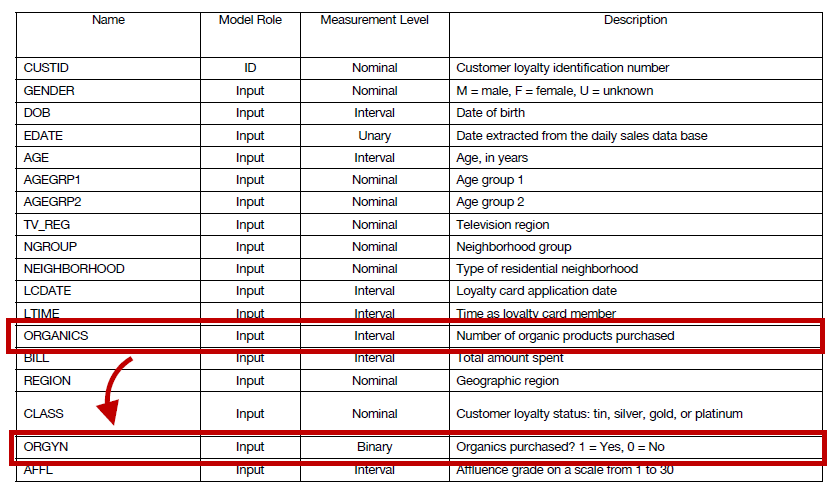 Name Model Role Measurement Level Description
CUSTID ID Nominal Customer loyalty identification number
GENDER Input Nominal M = male, F = female, U = unknown
DOB Input Interval Date of birth
EDATE Input Unary Date extracted from the daily sales data base
AGE Input Interval Age, in years
AGEGRP1 Input Nominal Age group 1
AGEGRP2 Input Nominal Age group 2
TV_REG Input Nominal Television region
NGROUP Input Nominal Neighborhood group
NEIGHBORHOOD Input Nominal Type of residential neighborhood
LCDATE Input Interval Loyalty card application date
LTIME Input Interval Time as loyalty card member
ORGANICS Input Interval Number of organic products purchased
BILL Input Interval Total amount spent
REGION Input Nominal Geographic region
CLASS Input Nominal Customer loyalty status: tin, silver, gold, or platinum
ORGYN Input Binary Organics purchased? 1 = Yes, 0 = No
AFFL Input Interval Affluence grade on a scale from 1 to 30